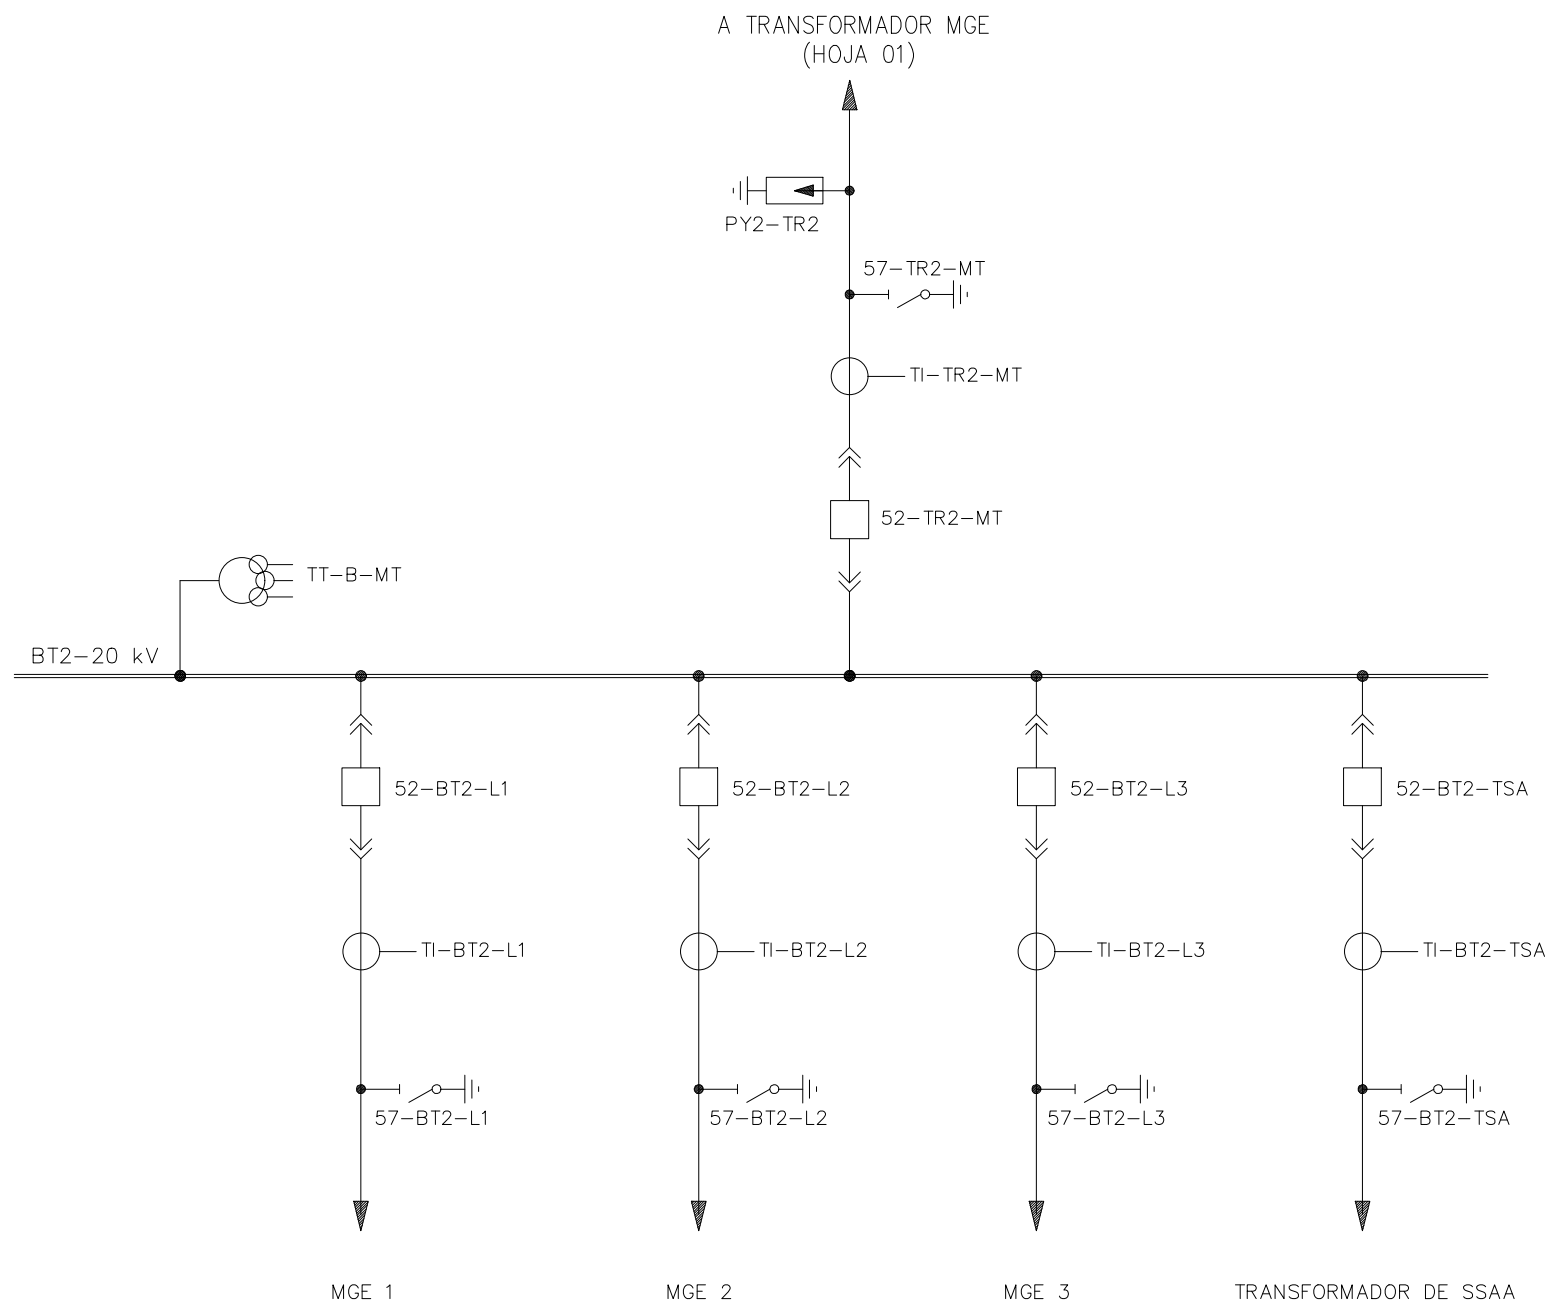 A TRANSFORMADOR MGE
(HOJA 01)
PY2-TR2
57-TR2-MT
TI-TR2-MT
52-TR2-MT
TT-B-MT
BT2-20 kV
52-BT2-L1
52-BT2-L2
52-BT2-L3
52-BT2-TSA
TI-BT2-L1
TI-BT2-L2
TI-BT2-L3
TI-BT2-TSA
57-BT2-L1
57-BT2-L2
57-BT2-L3
57-BT2-TSA
MGE 1
MGE 2
MGE 3
TRANSFORMADOR DE SSAA